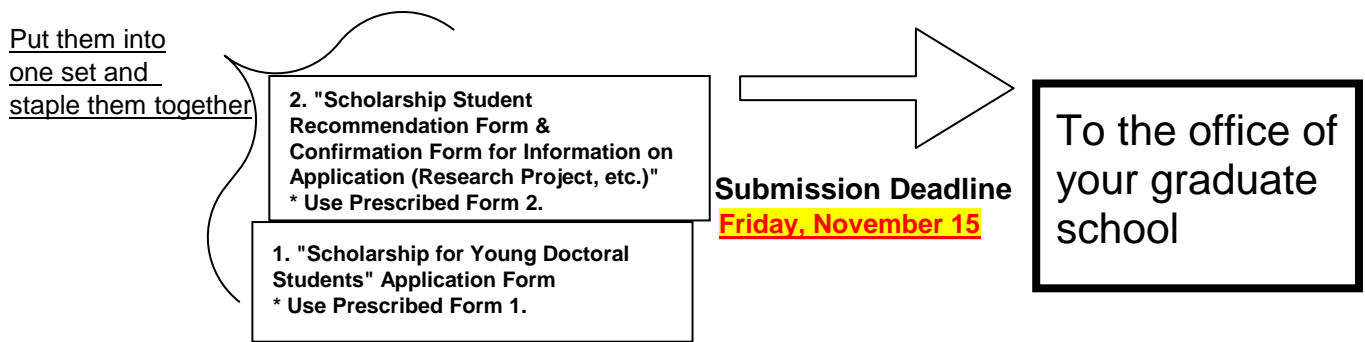 Put them into
one set and
staple them together
2. "Scholarship Student
Recommendation Form &
Confirmation Form for Information on
Application (Research Project, etc.)"
* Use Prescribed Form 2.
1. "Scholarship for Young Doctoral
Students" Application Form
* Use Prescribed Form 1.
Submission Deadline
Friday, November 15
To the office of
your graduate
school